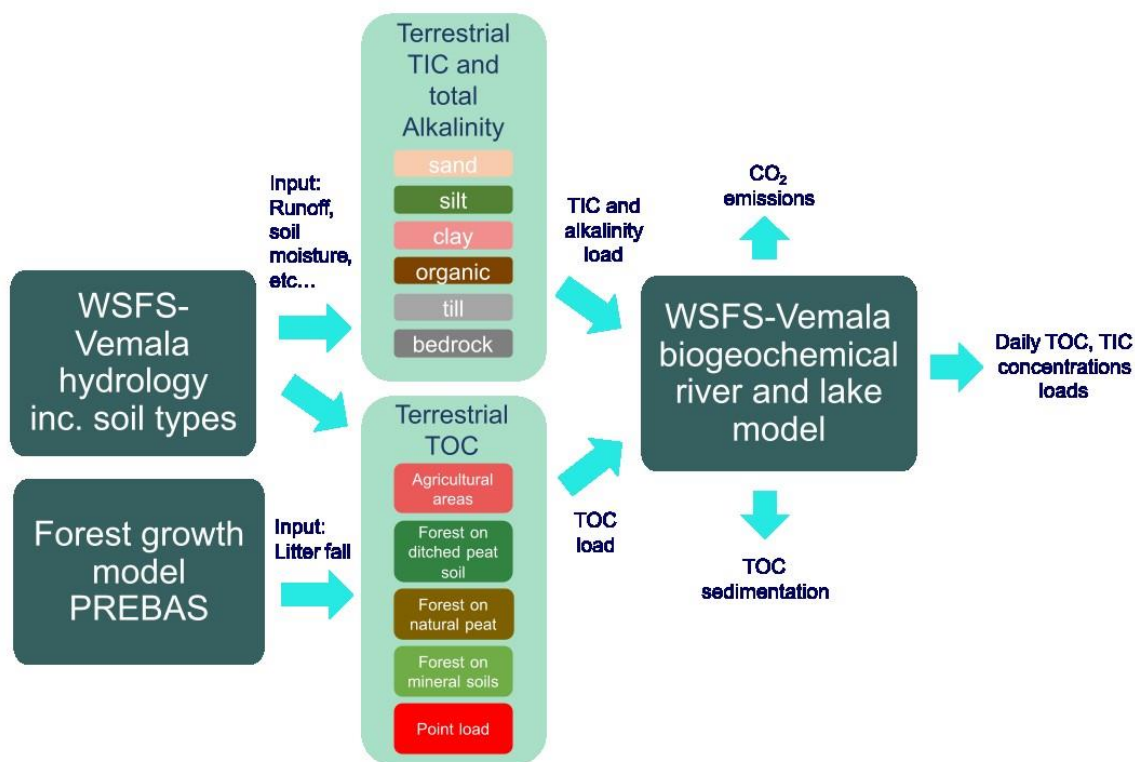 WSFS-
Vemala
hydrology
inc. soil types
Forest growth
model
PREBAS
Input:
Runoff,
soil
moisture,
etc...
Input:
Litter fall
Terrestrial
TIC and
total
Alkalinity
sand
silt
clay
organic
till
bedrock
Terrestrial
TOC
Agricultural
areas
Forest on
ditched peat
soil
Forest on
natural peat
Forest on
mineral soils
Point load
TIC and
alkalinity
load
TOC
load
CO₂
emissions
WSFS-Vemala
biogeochemical
river and lake
model
TOC
sedimentation
Daily TOC, TIC
concentrations
loads